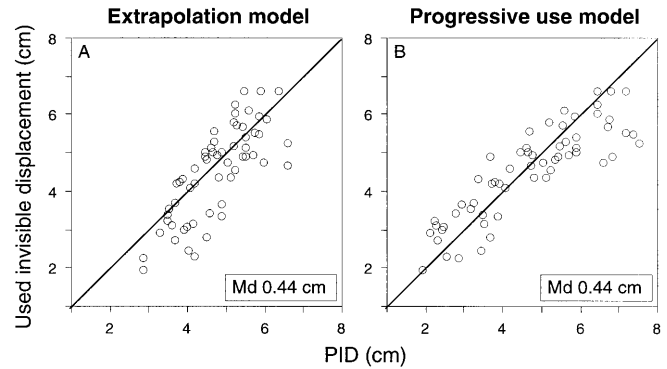 Extrapolation model
Progressive use model
Used invisible displacement (cm)
8
6
4
2
A
Md 0.44 cm
2
4
6
8
8
6
4
2
B
Md 0.44 cm
2
4
6
8
PID (cm)